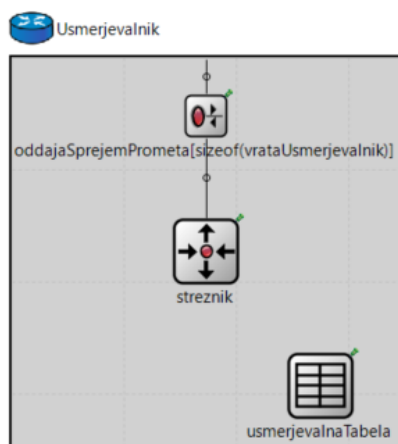 Usmerjevalnik
oddajaSprejemPrometa[sizeof(vrataUsmerjevalnik)]
streznik
usmerjevalnaTabela